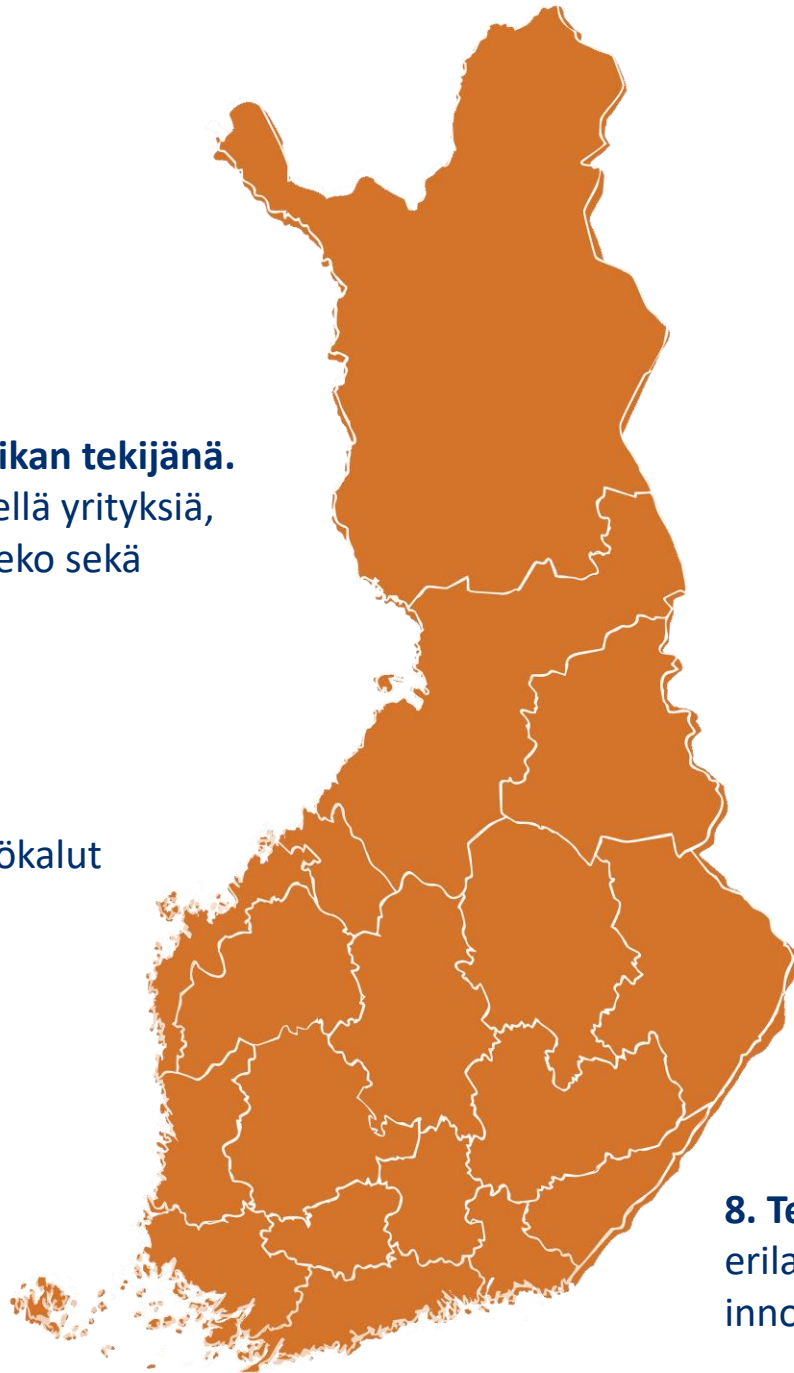 ikan tekijänä.
ellä yrityksiä,
eko sekä
ökalut
8. Te
erila
inno